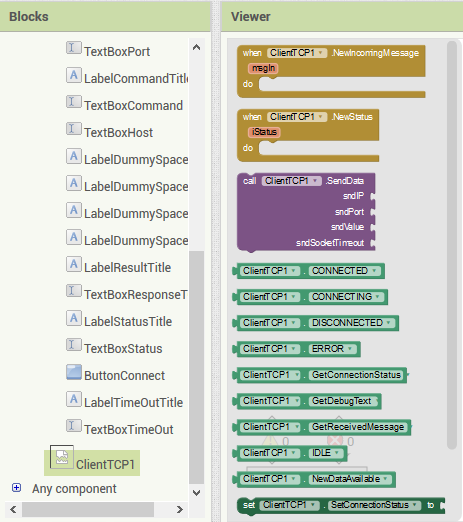 Blocks
TextBoxPort
LabelCommandTitle
TextBoxCommand
TextBoxHost
LabelDummySpace
LabelDummySpace
LabelDummySpace
LabelDummySpace
LabelResultTitle
TextBoxResponseT
LabelStatusTitle
TextBoxStatus
ButtonConnect
LabelTimeOutTitle
TextBoxTimeOut
ClientTCP1
Any component
Viewer
when ClientTCP1 .NewIncomingMessage
msgIn
do
when ClientTCP1 .NewStatus
iStatus
do
call ClientTCP1 .SendData
sndIP
sndPort
sndValue
sndSocketTimeout
ClientTCP1 . CONNECTED
ClientTCP1 . CONNECTING
ClientTCP1 . DISCONNECTED
ClientTCP1 . ERROR
ClientTCP1 . GetConnectionStatus
ClientTCP1 . GetDebugText
ClientTCP1 . GetReceivedMessage
0 0
ClientTCP1 . IDLE
ClientTCP1 . NewDataAvailable
set ClientTCP1 . SetConnectionStatus to